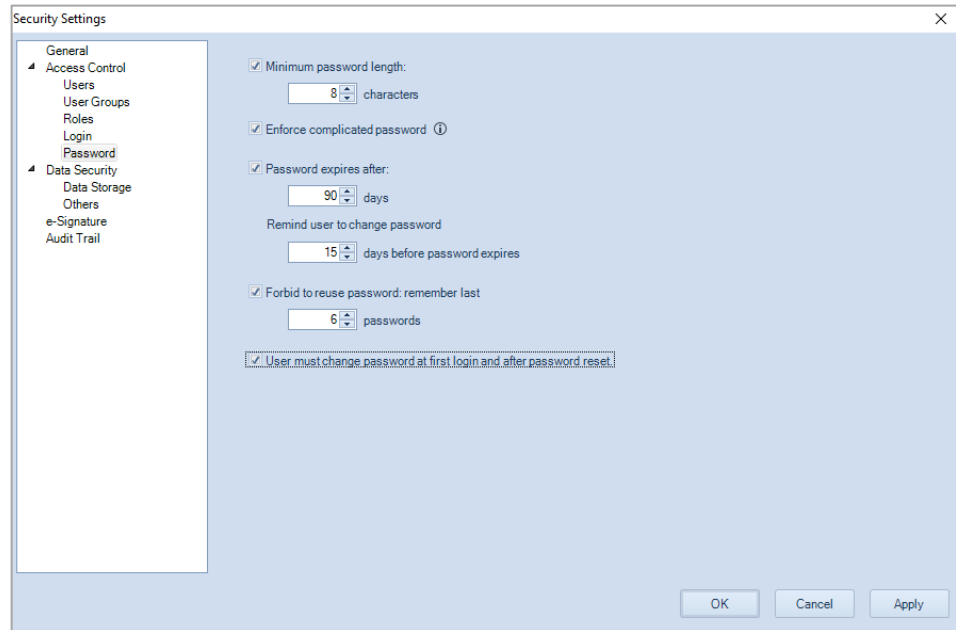 Security Settings
General
Access Control
Users
User Groups
Roles
Login
Password
Data Security
Data Storage
Others
e-Signature
Audit Trail
Minimum password length:
8 characters
Enforce complicated password
Password expires after:
90 days
Remind user to change password
15 days before password expires
Forbid to reuse password: remember last
6 passwords
User must change password at first login and after password reset.
OK Cancel Apply